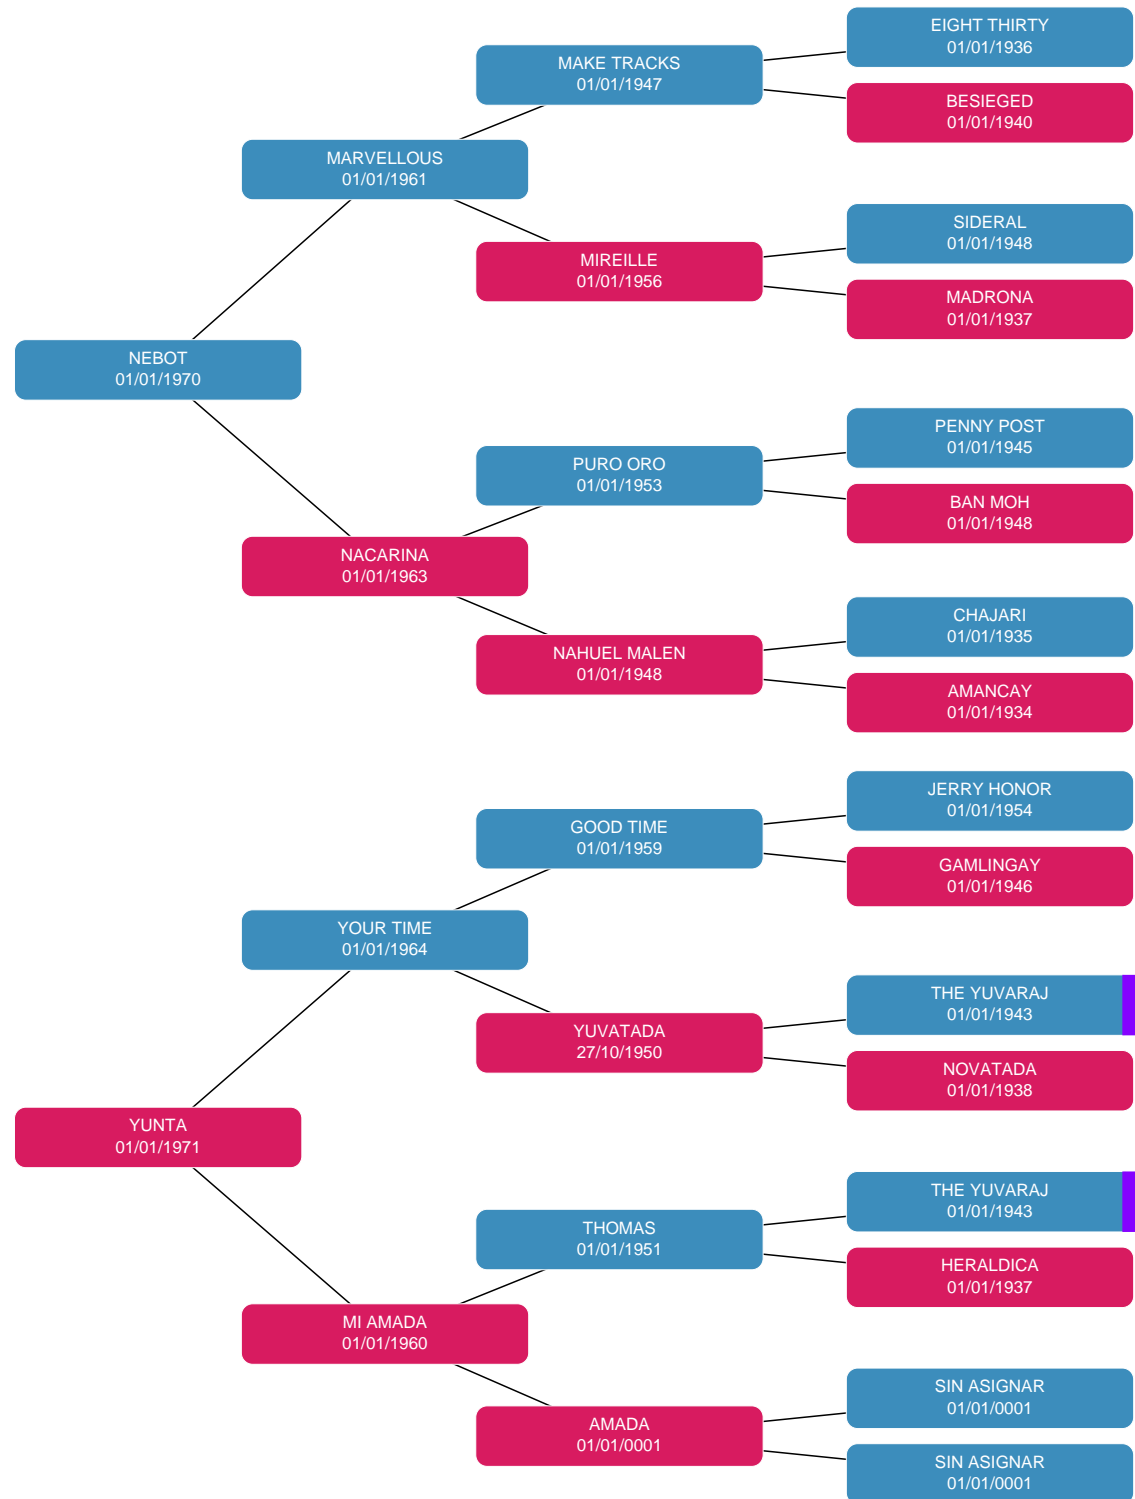 EIGHT THIRTY
01/01/1936
MAKE TRACKS
01/01/1947
BESIEGED
01/01/1940
MARVELLOUS
01/01/1961
SIDERAL
01/01/1948
MIREILLE
01/01/1956
MADRONA
01/01/1937
NEBOT
01/01/1970
PENNY POST
01/01/1945
PURO ORO
01/01/1953
BAN MOH
01/01/1948
NACARINA
01/01/1963
CHAJARI
01/01/1935
NAHUEL MALEN
01/01/1948
AMANCAY
01/01/1934
JERRY HONOR
01/01/1954
GOOD TIME
01/01/1959
GAMLINGAY
01/01/1946
YOUR TIME
01/01/1964
THE YUVARAJ
01/01/1943
YUVATADA
27/10/1950
NOVATADA
01/01/1938
YUNTA
01/01/1971
THE YUVARAJ
01/01/1943
THOMAS
01/01/1951
HERALDICA
01/01/1937
MI AMADA
01/01/1960
SIN ASIGNAR
01/01/0001
AMADA
01/01/0001
SIN ASIGNAR
01/01/0001